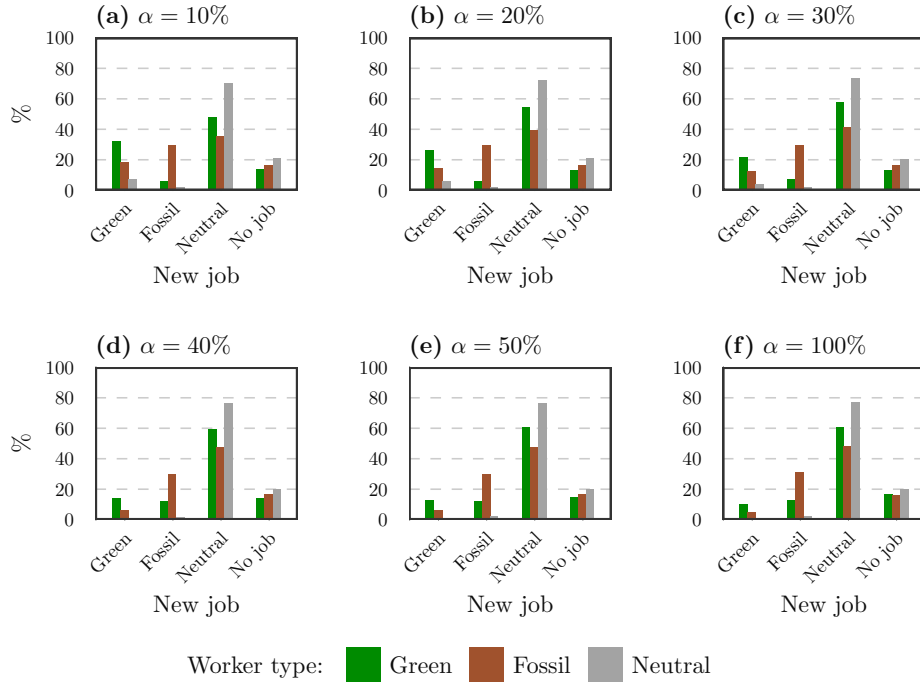 (a) α = 10%
(b) α = 20%
(c) α = 30%
%
100
80
60
40
20
0
Green
Fossil
Neutral
No job
New job
100
80
60
40
20
0
Green
Fossil
Neutral
No job
New job
100
80
60
40
20
0
Green
Fossil
Neutral
No job
New job
(d) α = 40%
(e) α = 50%
(f) α = 100%
%
100
80
60
40
20
0
Green
Fossil
Neutral
No job
New job
100
80
60
40
20
0
Green
Fossil
Neutral
No job
New job
100
80
60
40
20
0
Green
Fossil
Neutral
No job
New job
Worker type: Green Fossil Neutral